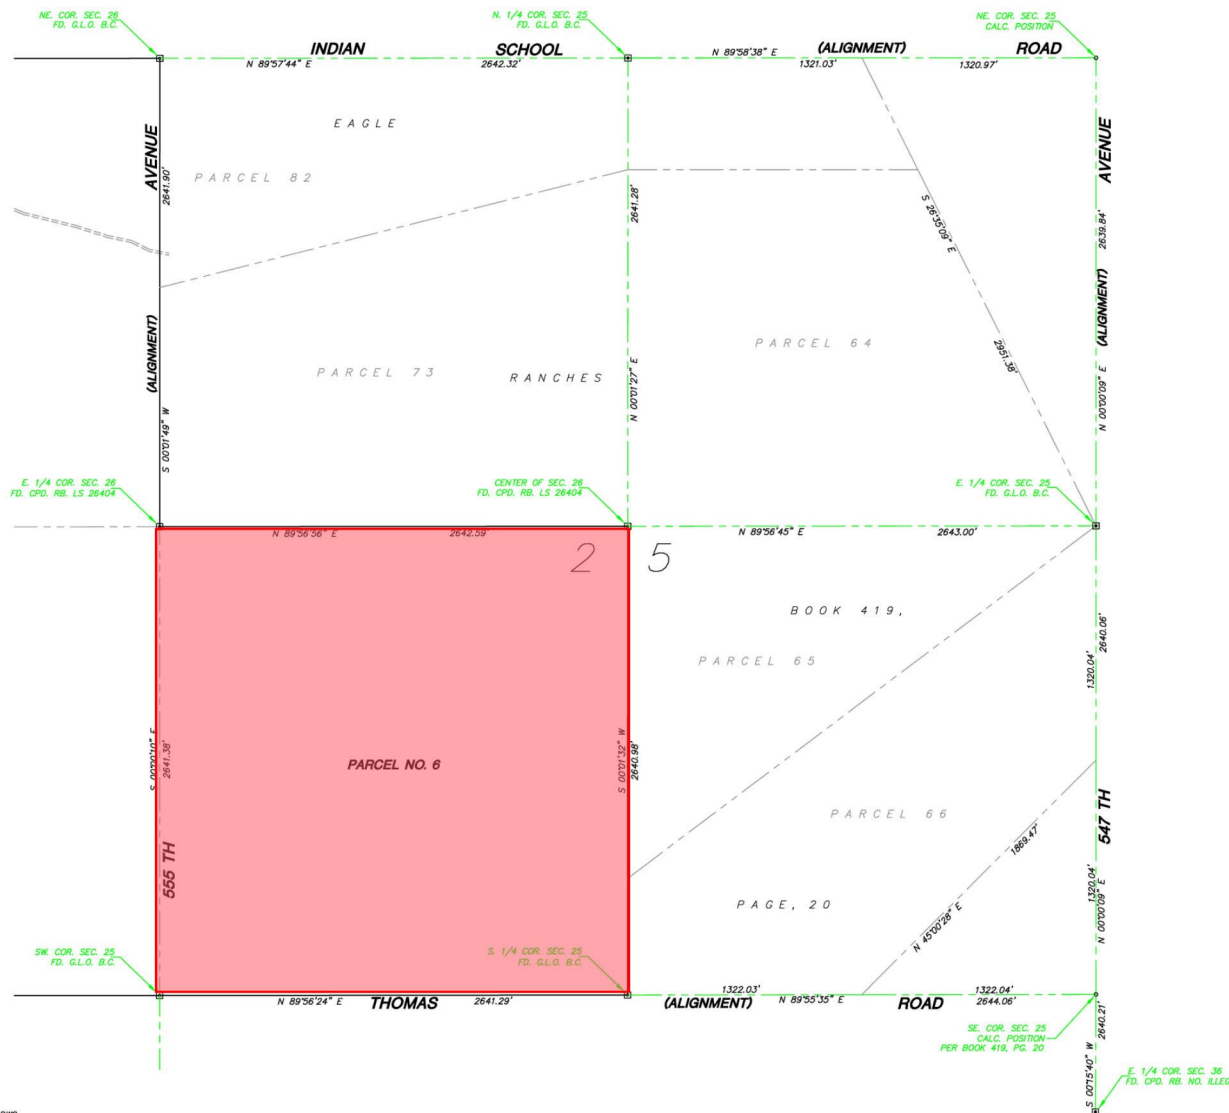 NE. COR. SEC. 26
FD. G.L.O. B.C.
N. 1/4 COR. SEC. 25
FD. G.L.O. B.C.
NE. COR. SEC. 25
CALC. POSITION
INDIAN SCHOOL (ALIGNMENT) ROAD
N 89°57'44" E 2642.32'
N 89°58'38" E
1321.03' 1320.97'
EAGLE
PARCEL 82
AVENUE
2641.90'
2641.28'
S 26°35'09" E
2951.38'
AVENUE
2639.84'
(ALIGNMENT)
N 00°00'09" E
(ALIGNMENT)
S 00°01'49" W
PARCEL 73
RANCHES
N 00°01'27" E
PARCEL 64
E. 1/4 COR. SEC. 26
FD. CPD. RB. LS 26404
CENTER OF SEC. 26
FD. CPD. RB. LS 26404
E. 1/4 COR. SEC. 25
FD. G.L.O. B.C.
N 89°56'56" E 2642.59
N 89°56'45" E 2643.00'
2 5
BOOK 419,
PARCEL 65
2640.06'
1320.04'
S 00°00'10" E
2641.38'
PARCEL NO. 6
S 00°01'32" W
2640.98'
PARCEL 66
1869.47'
N 45°00'28" E
547 TH
1320.04'
N 00°00'09" E
555 TH
PAGE, 20
SW. COR. SEC. 25
FD. G.L.O. B.C.
S. 1/4 COR. SEC. 25
FD. G.L.O. B.C.
N 89°56'24" E THOMAS 2641.29'
1322.03' 1322.04'
(ALIGNMENT) N 89°55'35" E ROAD 2644.06'
2640.21'
S 00°15'40" W
SE. COR. SEC. 25
CALC. POSITION
PER BOOK 419, PG. 20
E. 1/4 COR. SEC. 36
FD. CPD. RB. NO. ILLEG